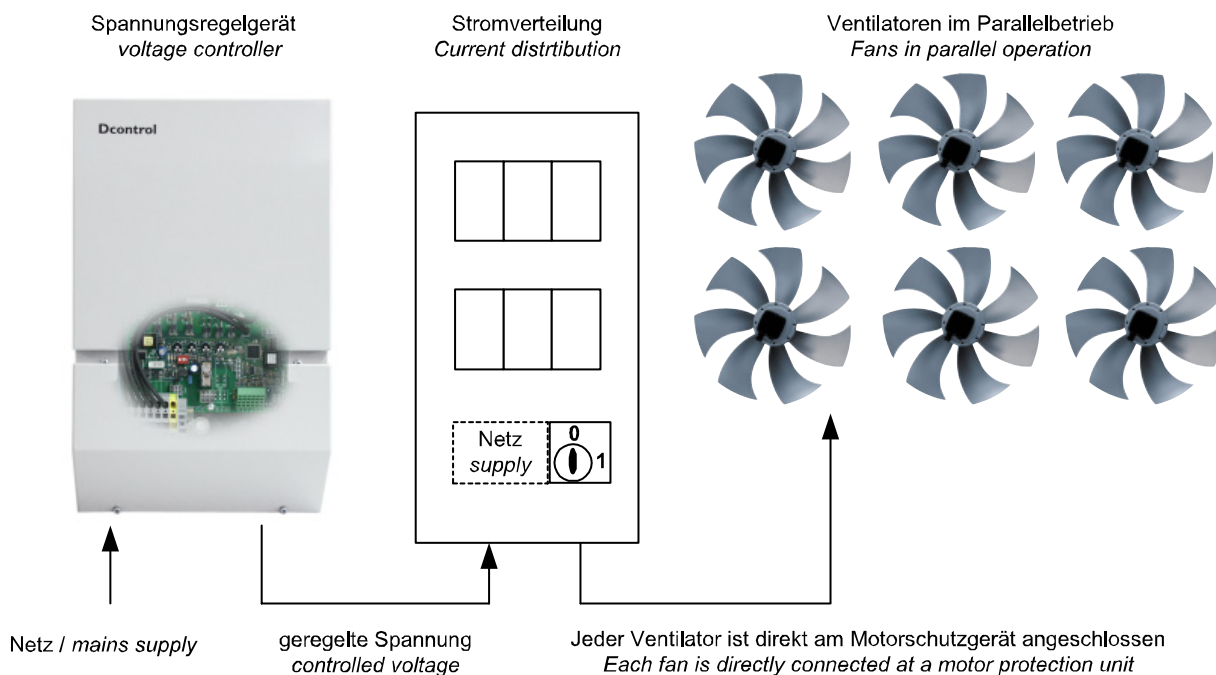 Spannungsregelgerät
voltage controller
Stromverteilung
Current distrtibution
Ventilatoren im Parallelbetrieb
Fans in parallel operation
Dcontrol
Netz
supply
0
1
Netz / mains supply
geregelte Spannung
controlled voltage
Jeder Ventilator ist direkt am Motorschutzgerät angeschlossen
Each fan is directly connected at a motor protection unit